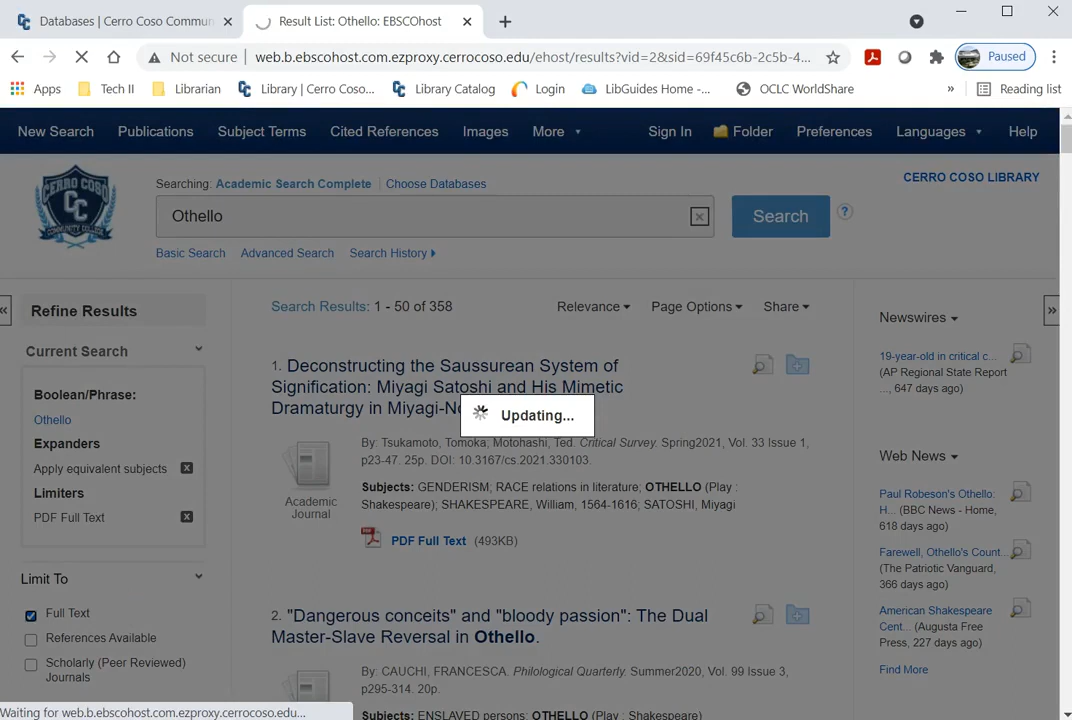 Databases | Cerro Coso Commun
Result List: Othello: EBSCOhost
Not secure
web.b.ebscohost.com.ezproxy.cerrocoso.edu/ehost/results?vid=2&sid=69f45c6b-2c5b-4...
Paused
Apps
Tech II
Librarian
Library | Cerro Coso...
Library Catalog
Login
LibGuides Home -...
OCLC WorldShare
»
Reading list
New Search
Publications
Subject Terms
Cited References
Images
More
Sign In
Folder
Preferences
Languages
Help
CERRO COSO
CC
COMMUNITY COLLEGE
Searching: Academic Search Complete | Choose Databases
CERRO COSO LIBRARY
Othello
Search
?
Basic Search
Advanced Search
Search History
«
Refine Results
Current Search
Boolean/Phrase:
Othello
Expanders
Apply equivalent subjects
Limiters
PDF Full Text
Limit To
Full Text
References Available
Scholarly (Peer Reviewed)
Journals
Search Results: 1 - 50 of 358
Relevance
Page Options
Share
1. Deconstructing the Saussurean System of
Signification: Miyagi Satoshi and His Mimetic
Dramaturgy in Miyagi-No
Updating...
By: Tsukamoto, Tomoka; Motohashi, Ted. Critical Survey. Spring2021, Vol. 33 Issue 1,
p23-47. 25p. DOI: 10.3167/cs.2021.330103.
Academic
Journal
Subjects: GENDERISM; RACE relations in literature; OTHELLO (Play :
Shakespeare); SHAKESPEARE, William, 1564-1616; SATOSHI, Miyagi
PDF Full Text (493KB)
2. "Dangerous conceits" and "bloody passion": The Dual
Master-Slave Reversal in Othello.
By: CAUCHI, FRANCESCA. Philological Quarterly. Summer2020, Vol. 99 Issue 3,
p295-314. 20p.
Subjects: ENSLAVED persons; OTHELLO (Play : Shakespeare)
»
Newswires
19-year-old in critical c...
(AP Regional State Report
..., 647 days ago)
Web News
Paul Robeson's Othello:
H... (BBC News - Home,
618 days ago)
Farewell, Othello's Count...
(The Patriotic Vanguard,
366 days ago)
American Shakespeare
Cent... (Augusta Free
Press, 227 days ago)
Find More
Waiting for web.b.ebscohost.com.ezproxy.cerrocoso.edu...